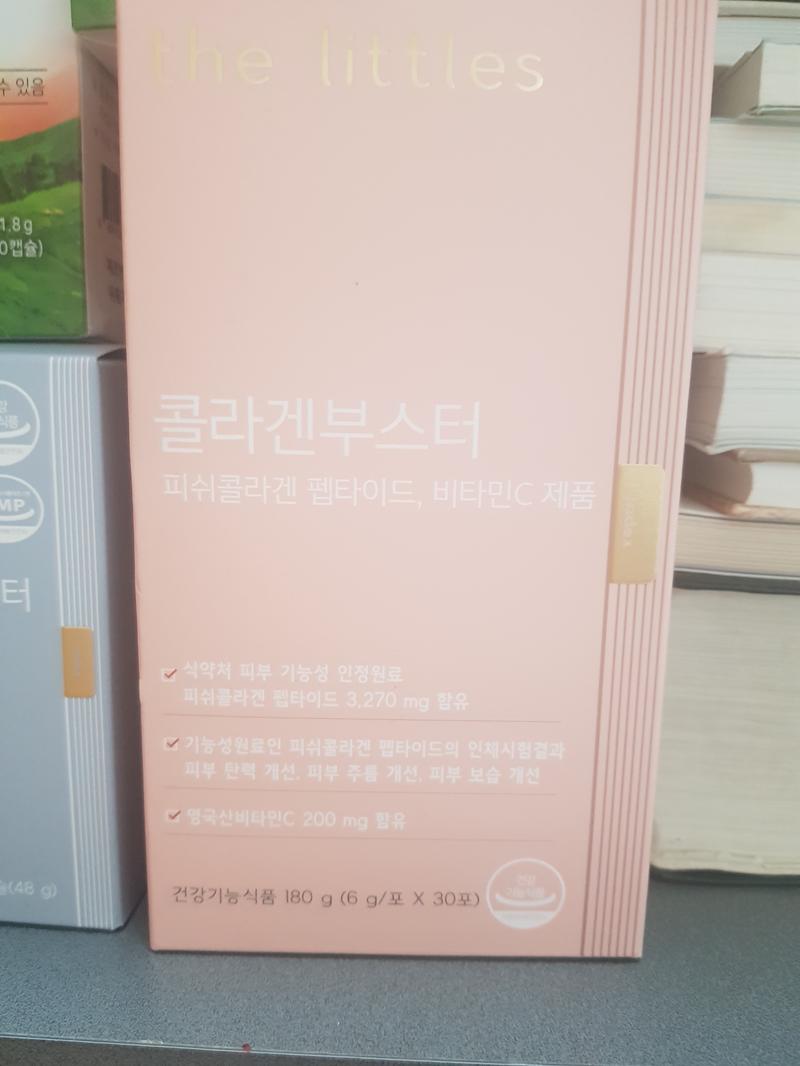 the littles
콜라겐부스터
피쉬콜라겐 펩타이드, 비타민C 제품
식약처 피부 기능성 인정원료
피쉬콜라겐 펩타이드 3,270 mg 함유
기능성원료인 피쉬콜라겐 펩타이드의 인체시험결과
피부 탄력 개선, 피부 주름 개선, 피부 보습 개선
영국산비타민C 200 mg 함유
건강기능식품 180 g (6 g/포 X 30포)
건강
기능식품
수 있음
1.8g
0캡슐)
강
식품
MP
터
(48 g)